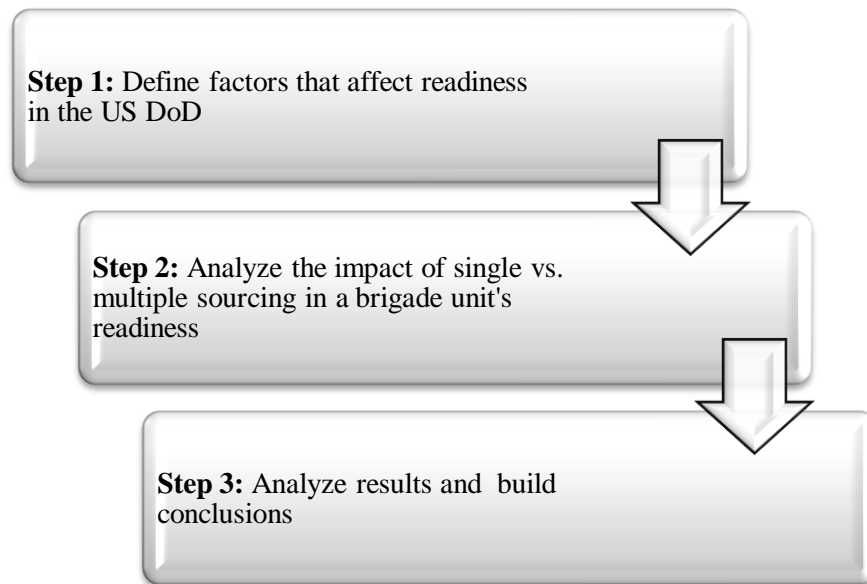 Step 1: Define factors that affect readiness
in the US DoD
Step 2: Analyze the impact of single vs.
multiple sourcing in a brigade unit's
readiness
Step 3: Analyze results and build
conclusions